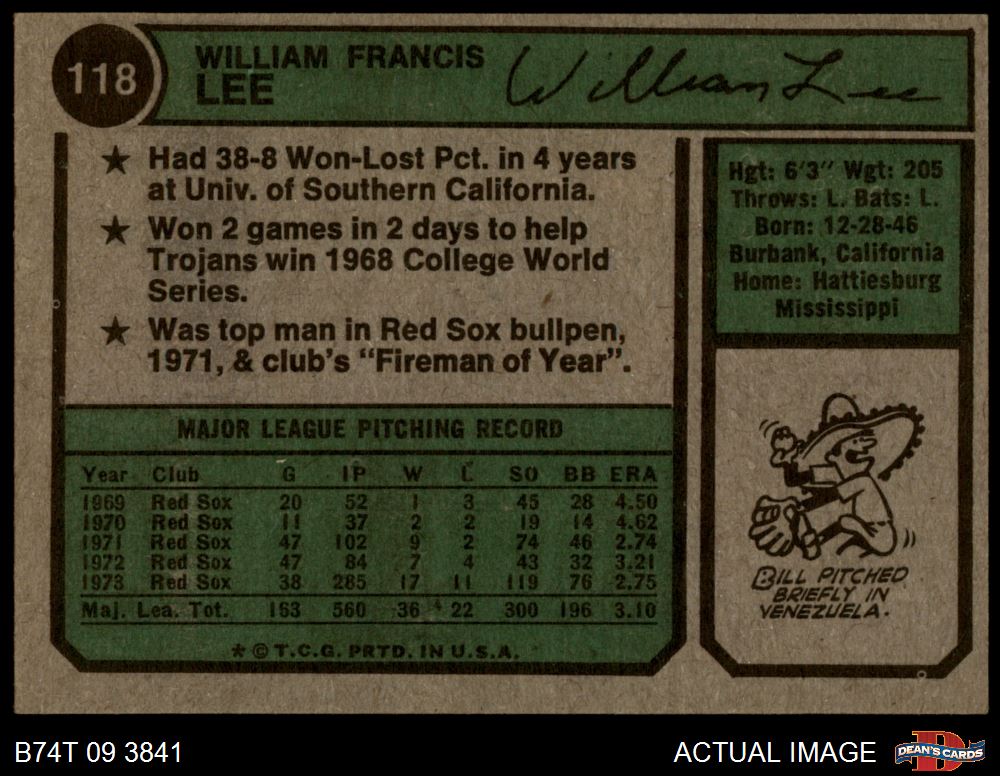 118
WILLIAM FRANCIS
LEE
William Lee
★ Had 38-8 Won-Lost Pct. in 4 years
at Univ. of Southern California.
★ Won 2 games in 2 days to help
Trojans win 1968 College World
Series.
★ Was top man in Red Sox bullpen,
1971, & club's "Fireman of Year".
Hgt: 6'3" Wgt: 205
Throws: L. Bats: L.
Born: 12-28-46
Burbank, California
Home: Hattiesburg
Mississippi
MAJOR LEAGUE PITCHING RECORD
Year Club G IP W L SO BB ERA
1969 Red Sox 20 52 1 3 45 28 4.50
1970 Red Sox 11 37 2 2 19 14 4.62
1971 Red Sox 47 102 9 2 74 46 2.74
1972 Red Sox 47 84 7 4 43 32 3.21
1973 Red Sox 38 285 17 11 119 76 2.75
Maj. Lea. Tot. 163 560 36 22 300 196 3.10
* © T.C.G. PRTD. IN U.S.A.
BILL PITCHED
BRIEFLY IN
VENEZUELA.
B74T 09 3841
ACTUAL IMAGE
DEAN'S CARDS